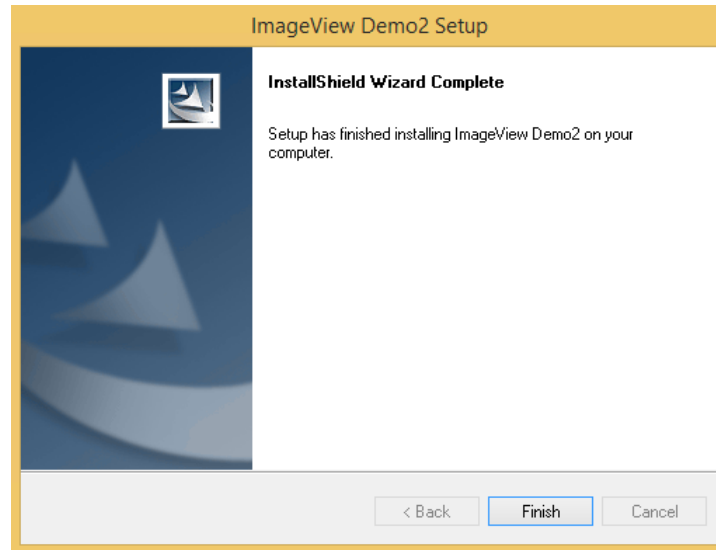 ImageView Demo2 Setup
InstallShield Wizard Complete
Setup has finished installing ImageView Demo2 on your
computer.
< Back
Finish
Cancel